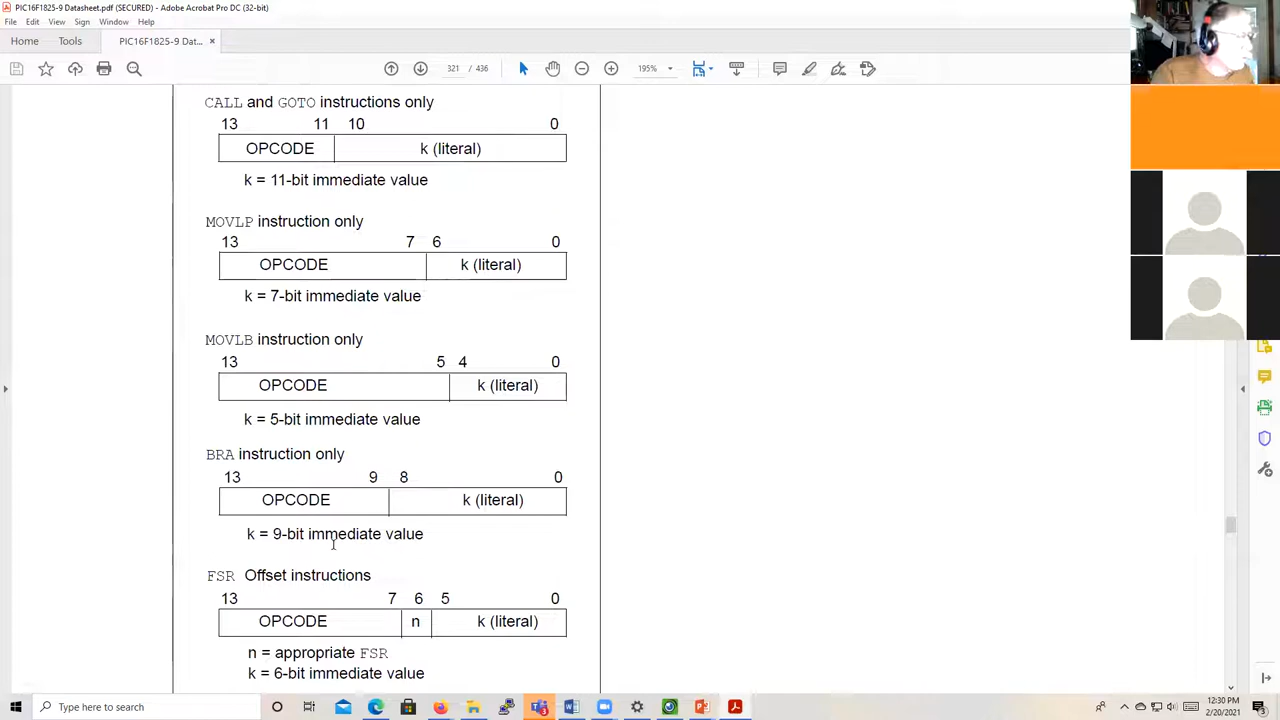 PIC16F1825-9 Datasheet.pdf (SECURED) - Adobe Acrobat Pro DC (32-bit)
File Edit View Sign Window Help
Home Tools PIC16F1825-9 Dat... ×
321 / 436 195%
CALL and GOTO instructions only
13 11 10 0
OPCODE k (literal)
k = 11-bit immediate value
MOVLP instruction only
13 7 6 0
OPCODE k (literal)
k = 7-bit immediate value
MOVLB instruction only
13 5 4 0
OPCODE k (literal)
k = 5-bit immediate value
BRA instruction only
13 9 8 0
OPCODE k (literal)
k = 9-bit immediate value
FSR Offset instructions
13 7 6 5 0
OPCODE n k (literal)
n = appropriate FSR
k = 6-bit immediate value
Type here to search
12:30 PM
2/20/2021